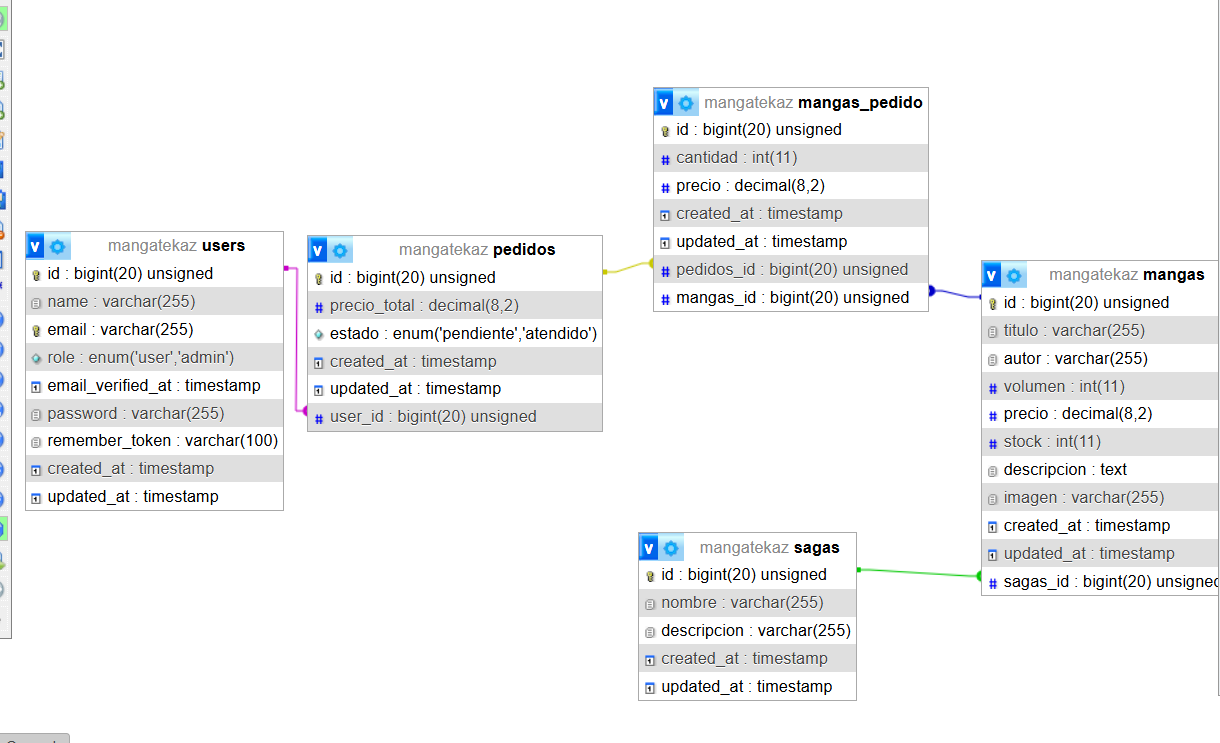 mangatekaz users
id : bigint(20) unsigned
name : varchar(255)
email : varchar(255)
role : enum('user','admin')
email_verified_at : timestamp
password : varchar(255)
remember_token : varchar(100)
created_at : timestamp
updated_at : timestamp
mangatekaz pedidos
id : bigint(20) unsigned
precio_total : decimal(8,2)
estado : enum('pendiente','atendido')
created_at : timestamp
updated_at : timestamp
user_id : bigint(20) unsigned
mangatekaz mangas_pedido
id : bigint(20) unsigned
cantidad : int(11)
precio : decimal(8,2)
created_at : timestamp
updated_at : timestamp
pedidos_id : bigint(20) unsigned
mangas_id : bigint(20) unsigned
mangatekaz mangas
id : bigint(20) unsigned
titulo : varchar(255)
autor : varchar(255)
volumen : int(11)
precio : decimal(8,2)
stock : int(11)
descripcion : text
imagen : varchar(255)
created_at : timestamp
updated_at : timestamp
sagas_id : bigint(20) unsigned
mangatekaz sagas
id : bigint(20) unsigned
nombre : varchar(255)
descripcion : varchar(255)
created_at : timestamp
updated_at : timestamp